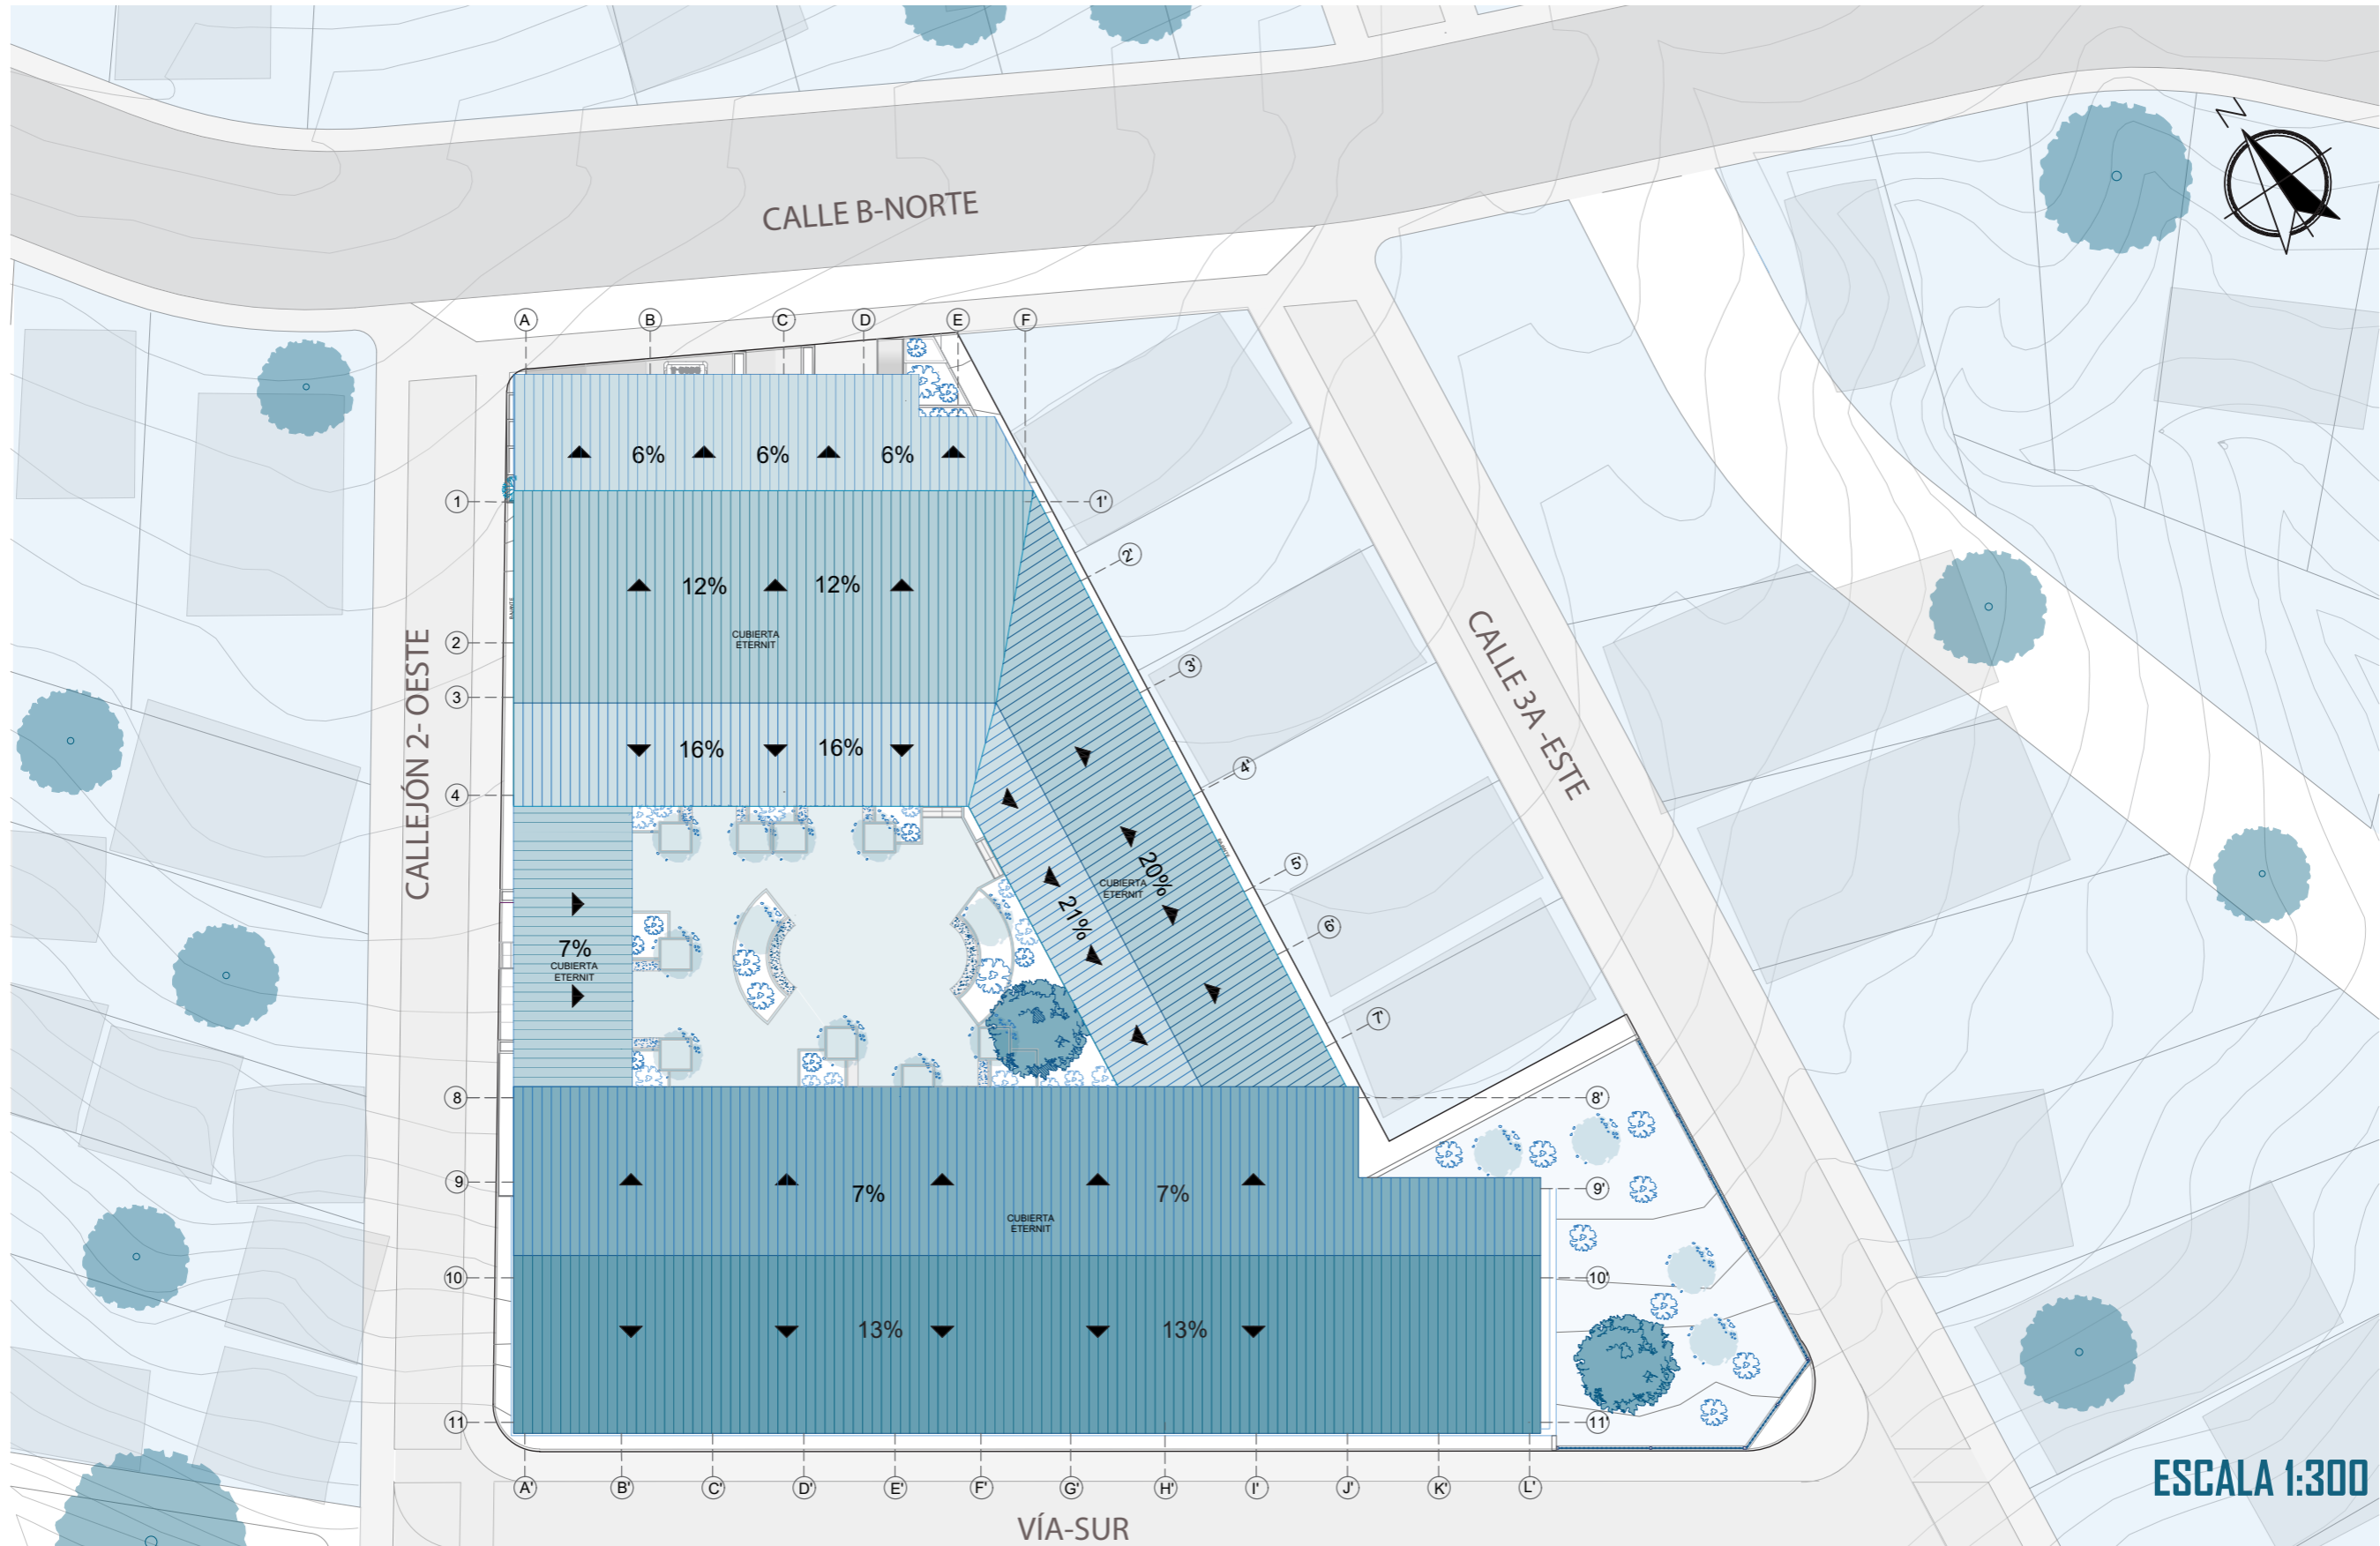 N
CALLE B-NORTE
A
B
C
D
E
F
6%
6%
6%
1
1'
2'
12%
12%
CUBIERTA
ETERNIT
2
3'
3
CALLE 3A -ESTE
CALLEJÓN 2- OESTE
16%
16%
4'
4
20%
5'
CUBIERTA
ETERNIT
21%
6'
7%
CUBIERTA
ETERNIT
7'
8
8'
9
9'
7%
7%
CUBIERTA
ETERNIT
10
10'
13%
13%
11
11'
A'
B'
C'
D'
E'
F'
G'
H'
I'
J'
K'
L'
ESCALA 1:300
VÍA-SUR